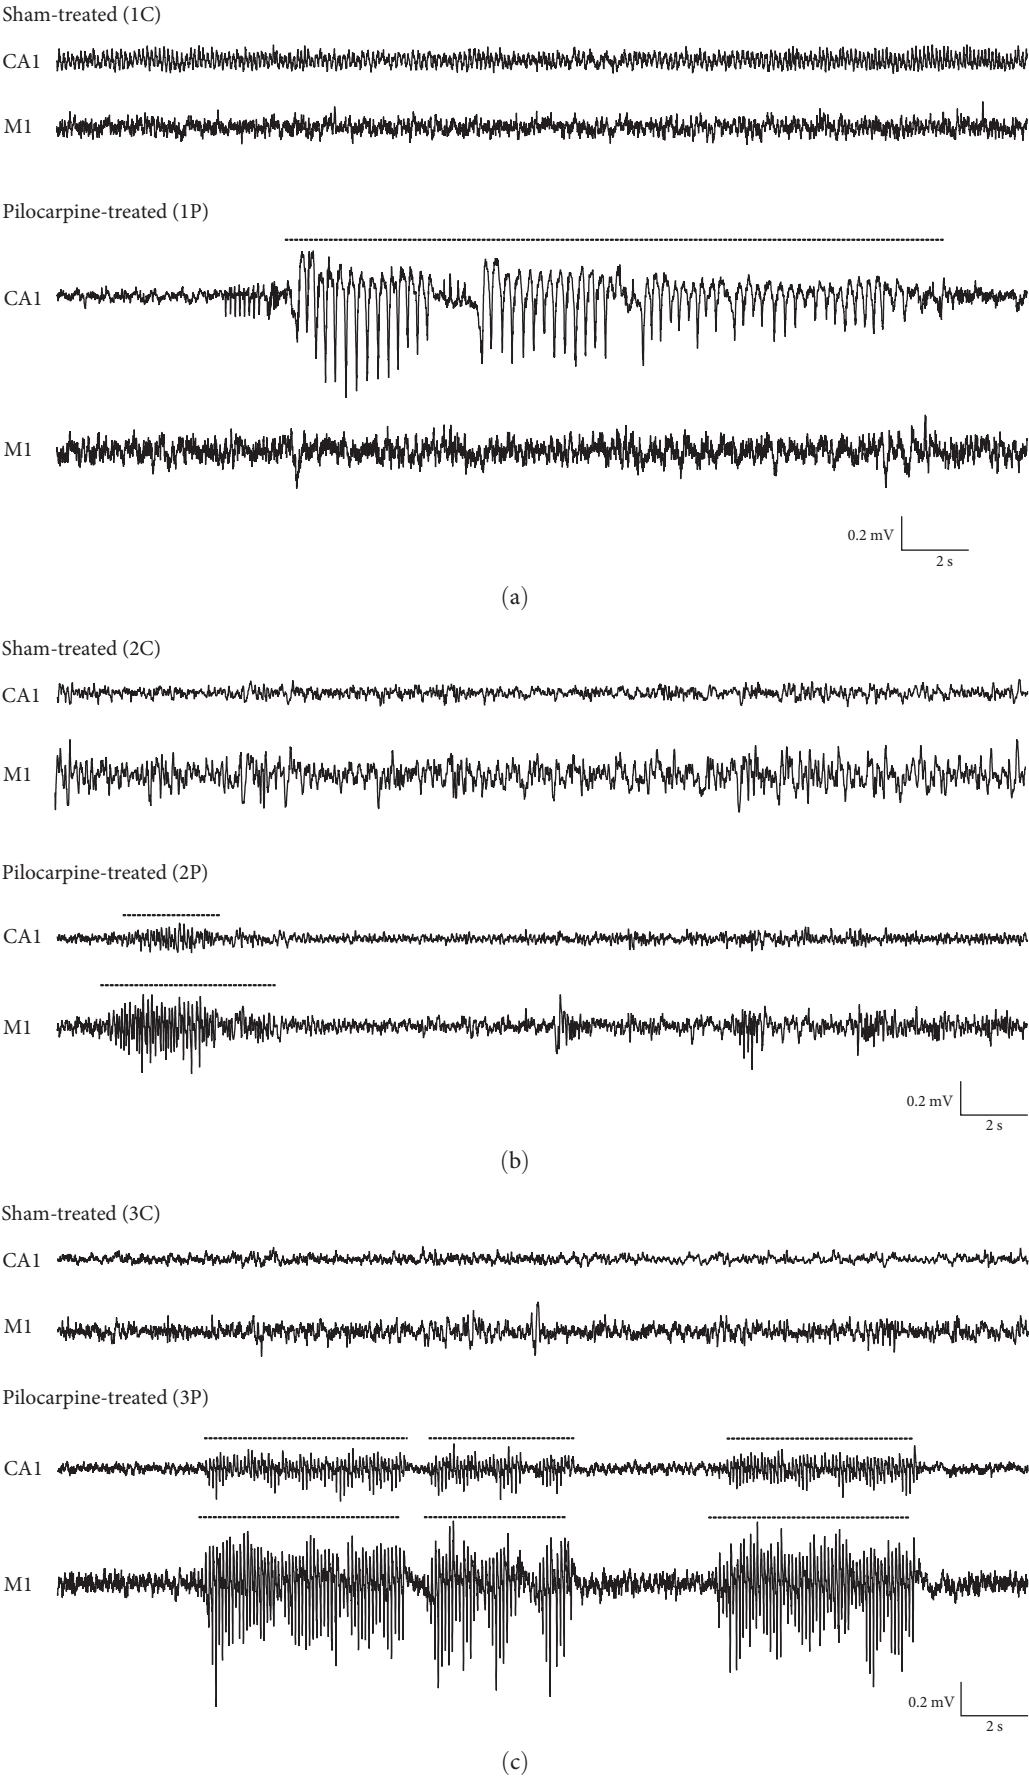 Sham-treated (1C)
CA1
M1
Pilocarpine-treated (1P)
CA1
M1
0.2 mV
2 s
(a)
Sham-treated (2C)
CA1
M1
Pilocarpine-treated (2P)
CA1
M1
0.2 mV
2 s
(b)
Sham-treated (3C)
CA1
M1
Pilocarpine-treated (3P)
CA1
M1
0.2 mV
2 s
(c)